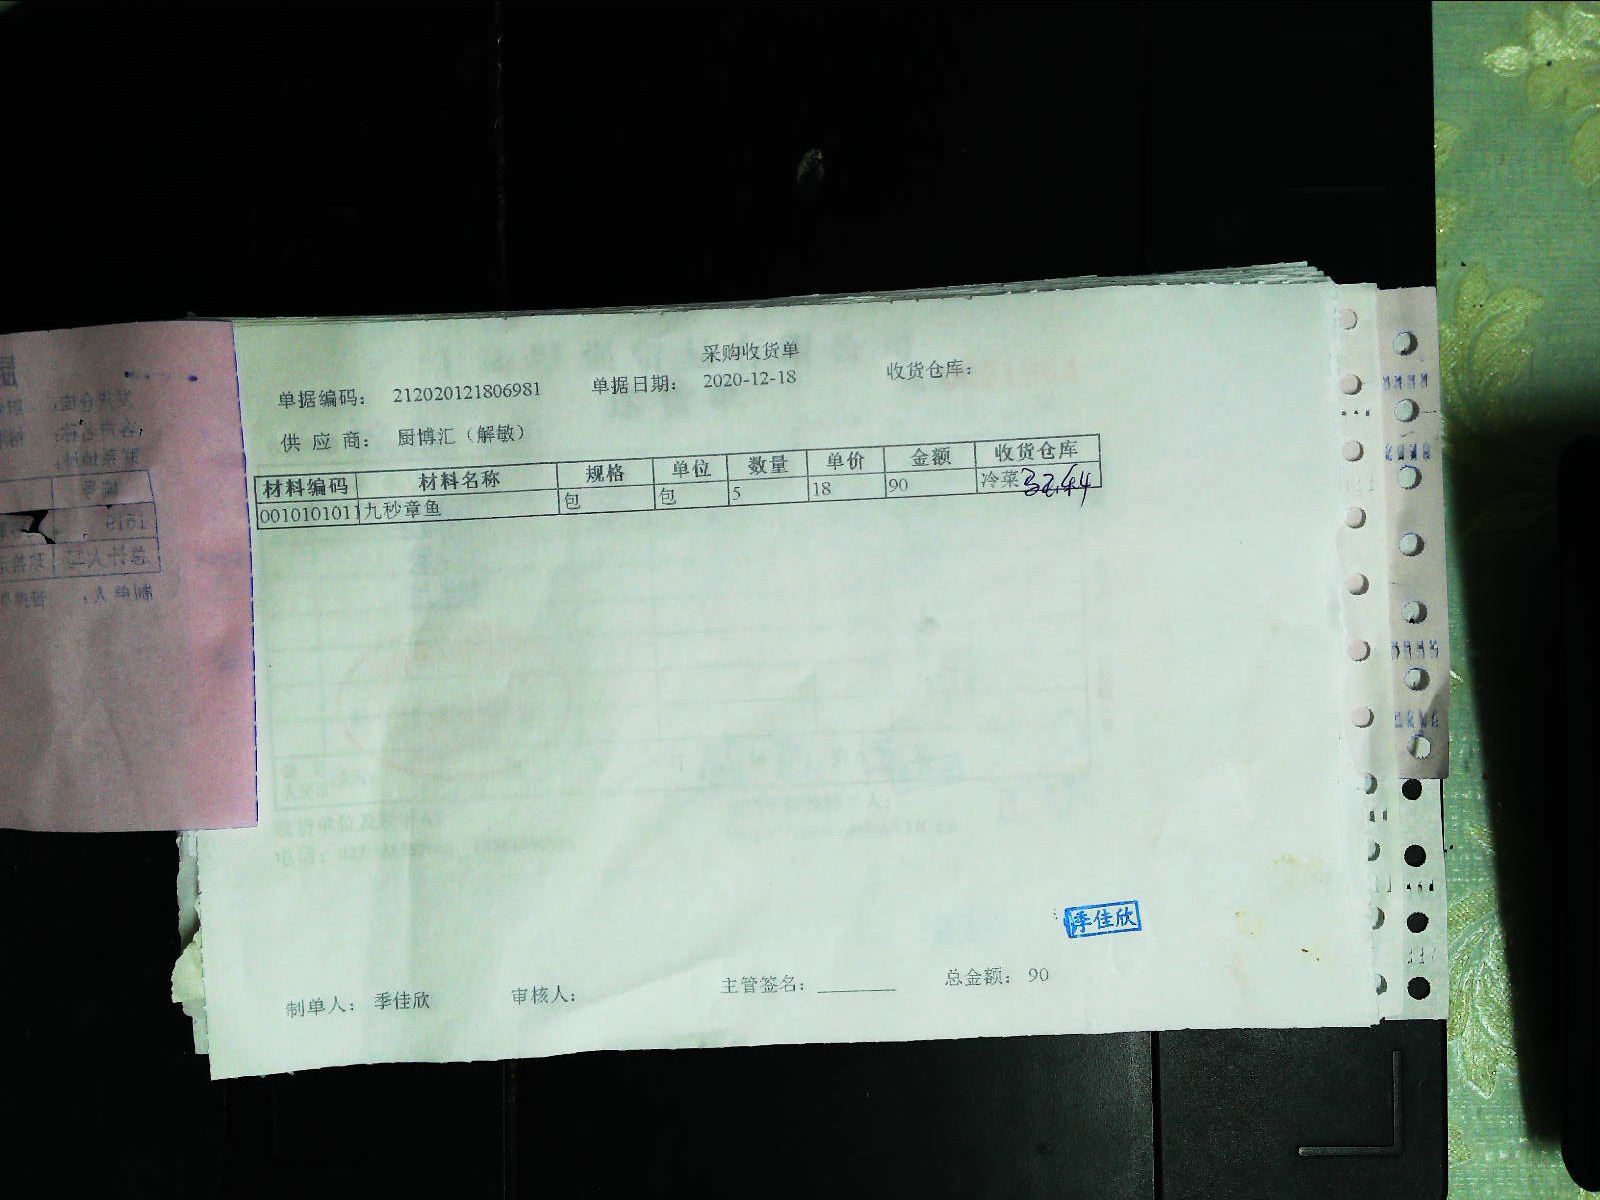 采购收货单
单据编码： 212020121806981 单据日期： 2020-12-18 收货仓库：
供 应 商： 厨博汇（解敏）
材料编码 材料名称 规格 单位 数量 单价 金额 收货仓库
0010101011 九秒章鱼 包 包 5 18 90 冷菜
季佳欣
制单人： 季佳欣 审核人： 主管签名：________ 总金额： 90